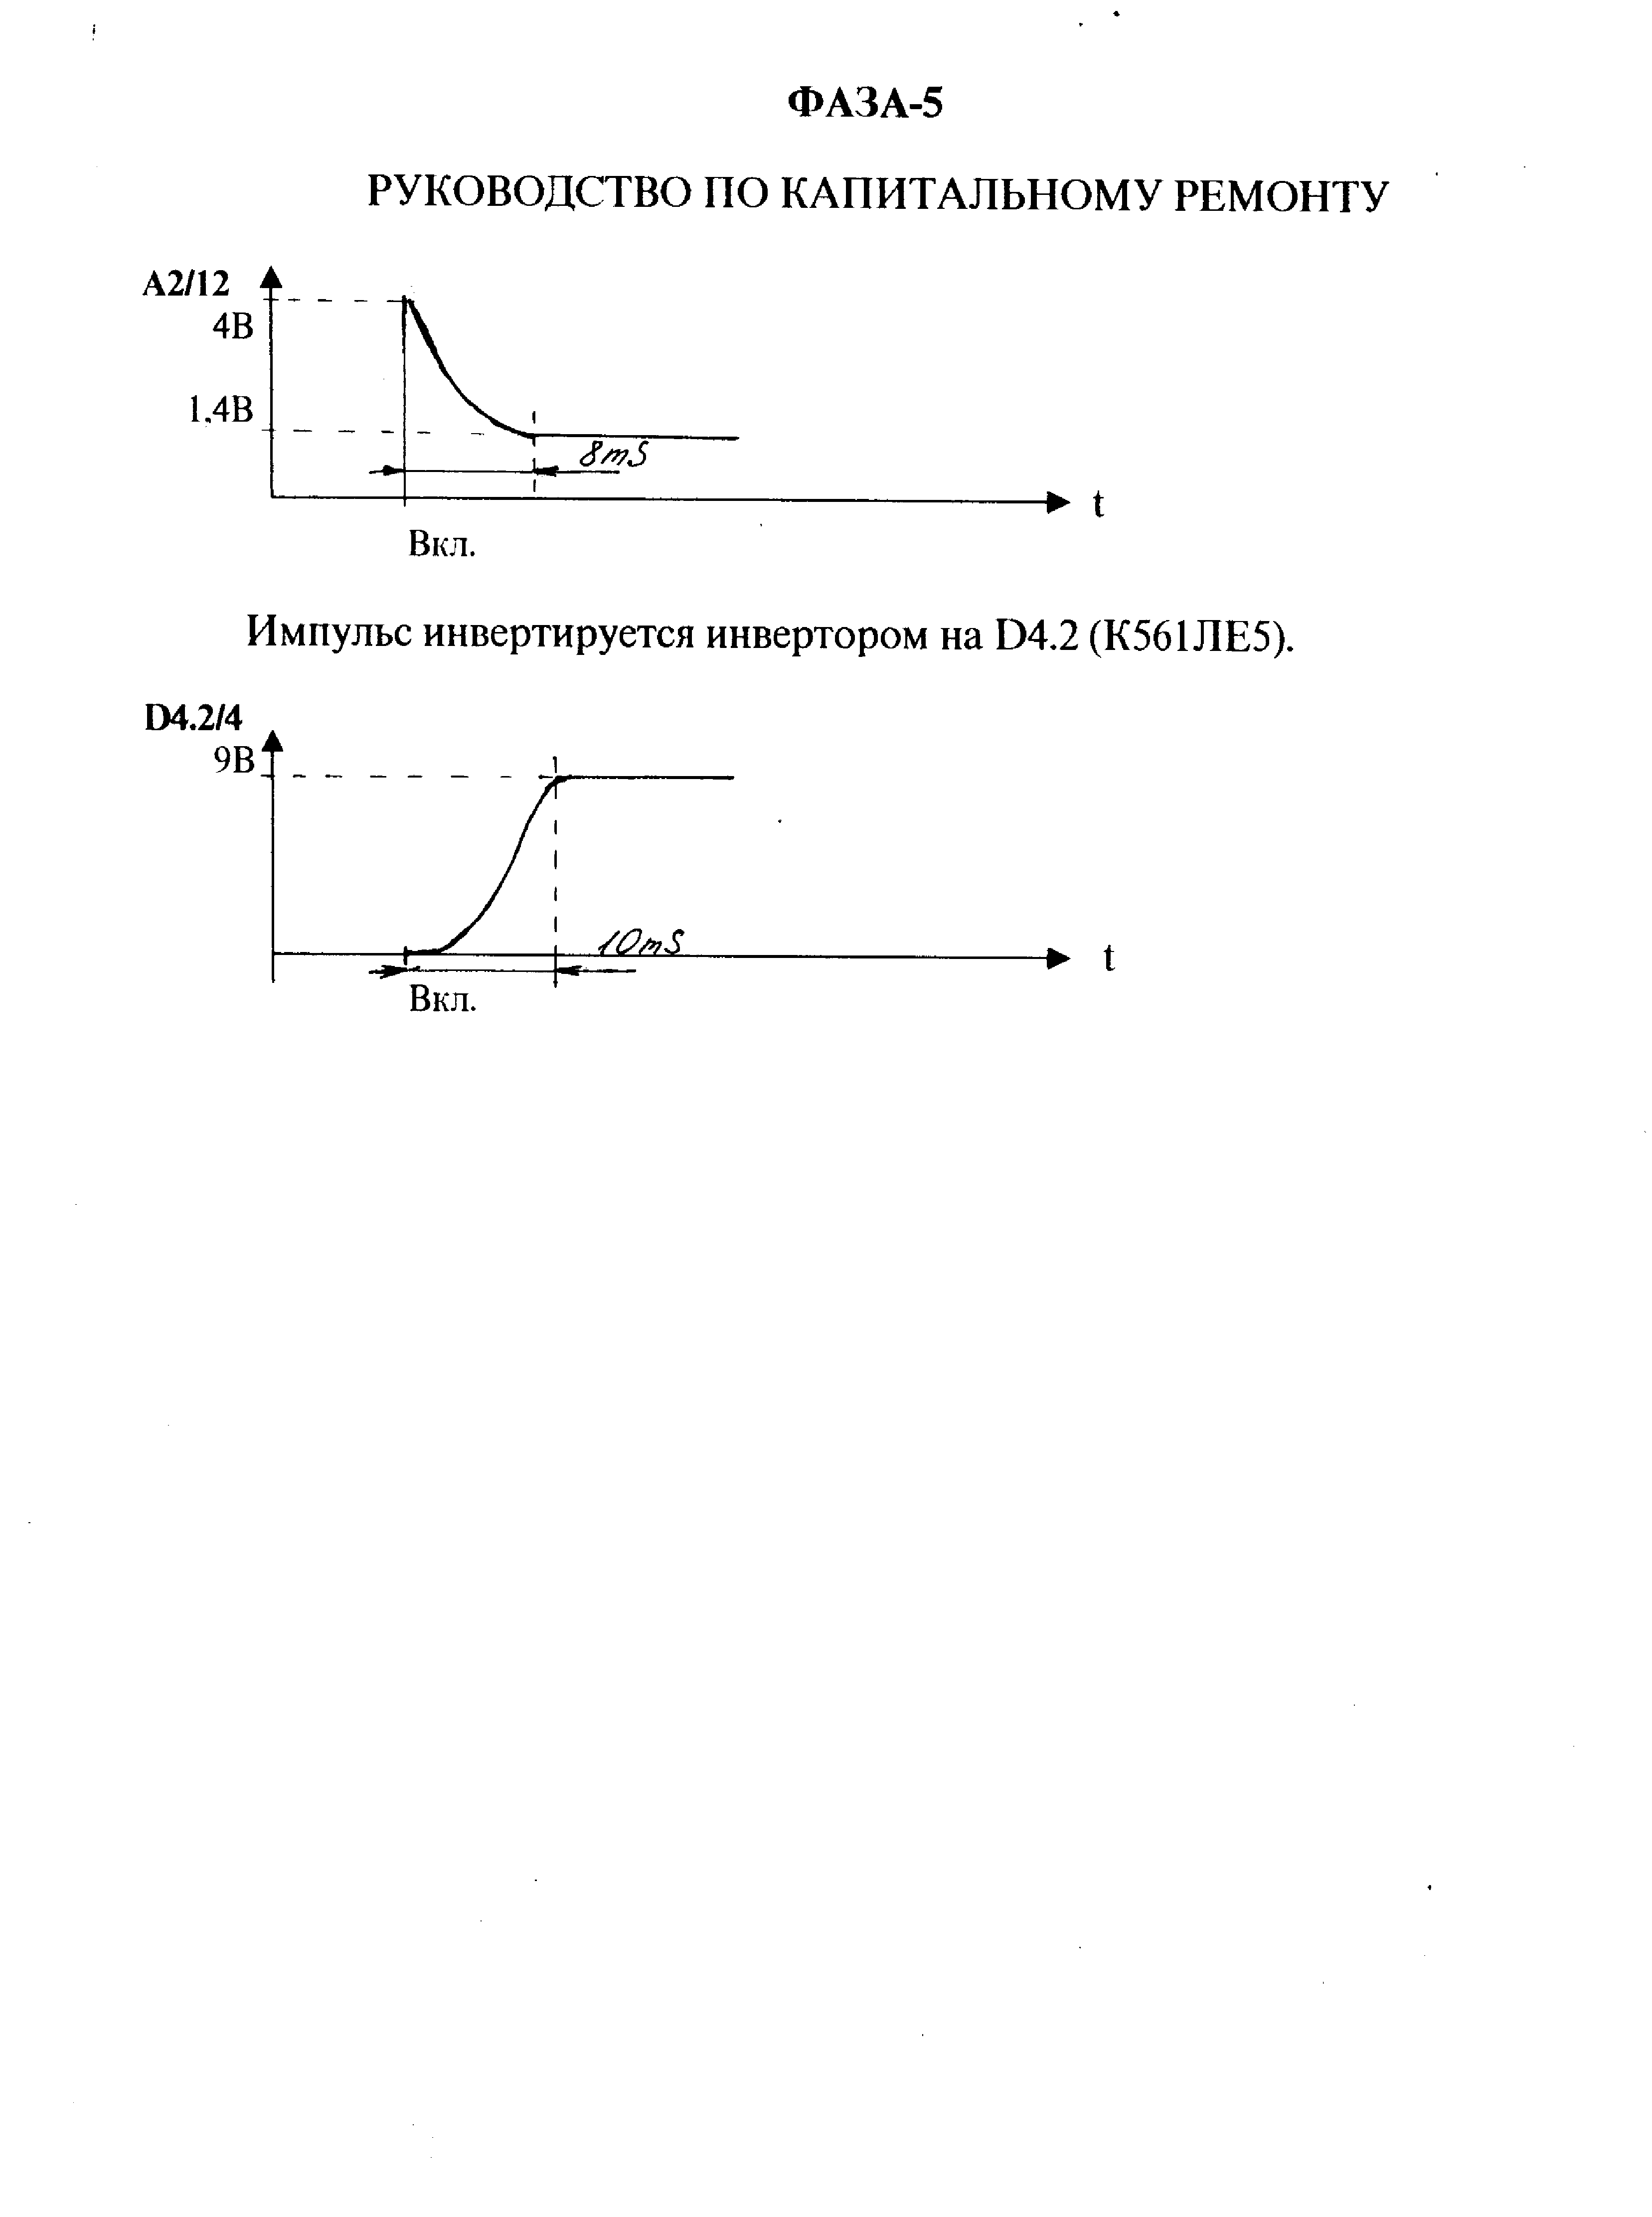 ФАЗА-5
РУКОВОДСТВО ПО КАПИТАЛЬНОМУ РЕМОНТУ
А2/12
4В
1,4В
8mS
t
Вкл.
Импульс инвертируется инвертором на D4.2 (К561ЛЕ5).
D4.2/4
9В
10mS
t
Вкл.